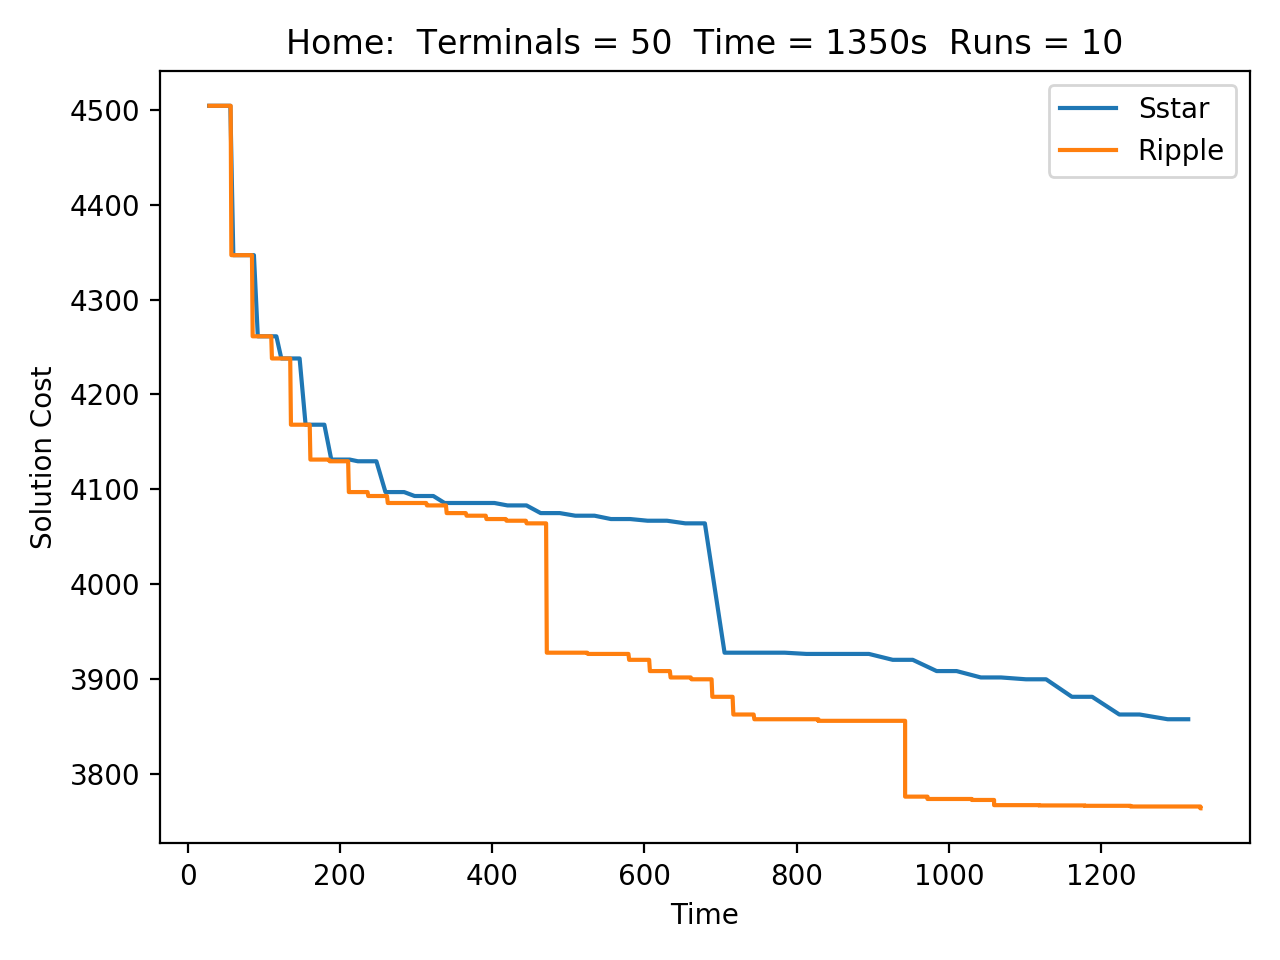 Home:  Terminals = 50  Time = 1350s  Runs = 10
Sstar
Ripple
Solution Cost
4500
4400
4300
4200
4100
4000
3900
3800
0 200 400 600 800 1000 1200
Time